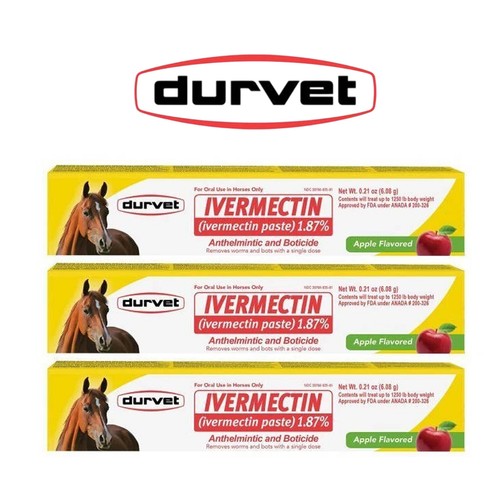 durvet
For Oral Use in Horses Only
durvet
IVERMECTIN
(ivermectin paste) 1.87%
Anthelmintic and Boticide
Removes worms and bots with a single dose
Net Wt. 0.21 oz (6.08 g)
Contents will treat up to 1250 lb body weight
Approved by FDA under ANADA # 200-326
Apple Flavored
For Oral Use in Horses Only
durvet
IVERMECTIN
(ivermectin paste) 1.87%
Anthelmintic and Boticide
Removes worms and bots with a single dose
Net Wt. 0.21 oz (6.08 g)
Contents will treat up to 1250 lb body weight
Approved by FDA under ANADA # 200-326
Apple Flavored
For Oral Use in Horses Only
durvet
IVERMECTIN
(ivermectin paste) 1.87%
Anthelmintic and Boticide
Removes worms and bots with a single dose
Net Wt. 0.21 oz (6.08 g)
Contents will treat up to 1250 lb body weight
Approved by FDA under ANADA # 200-326
Apple Flavored